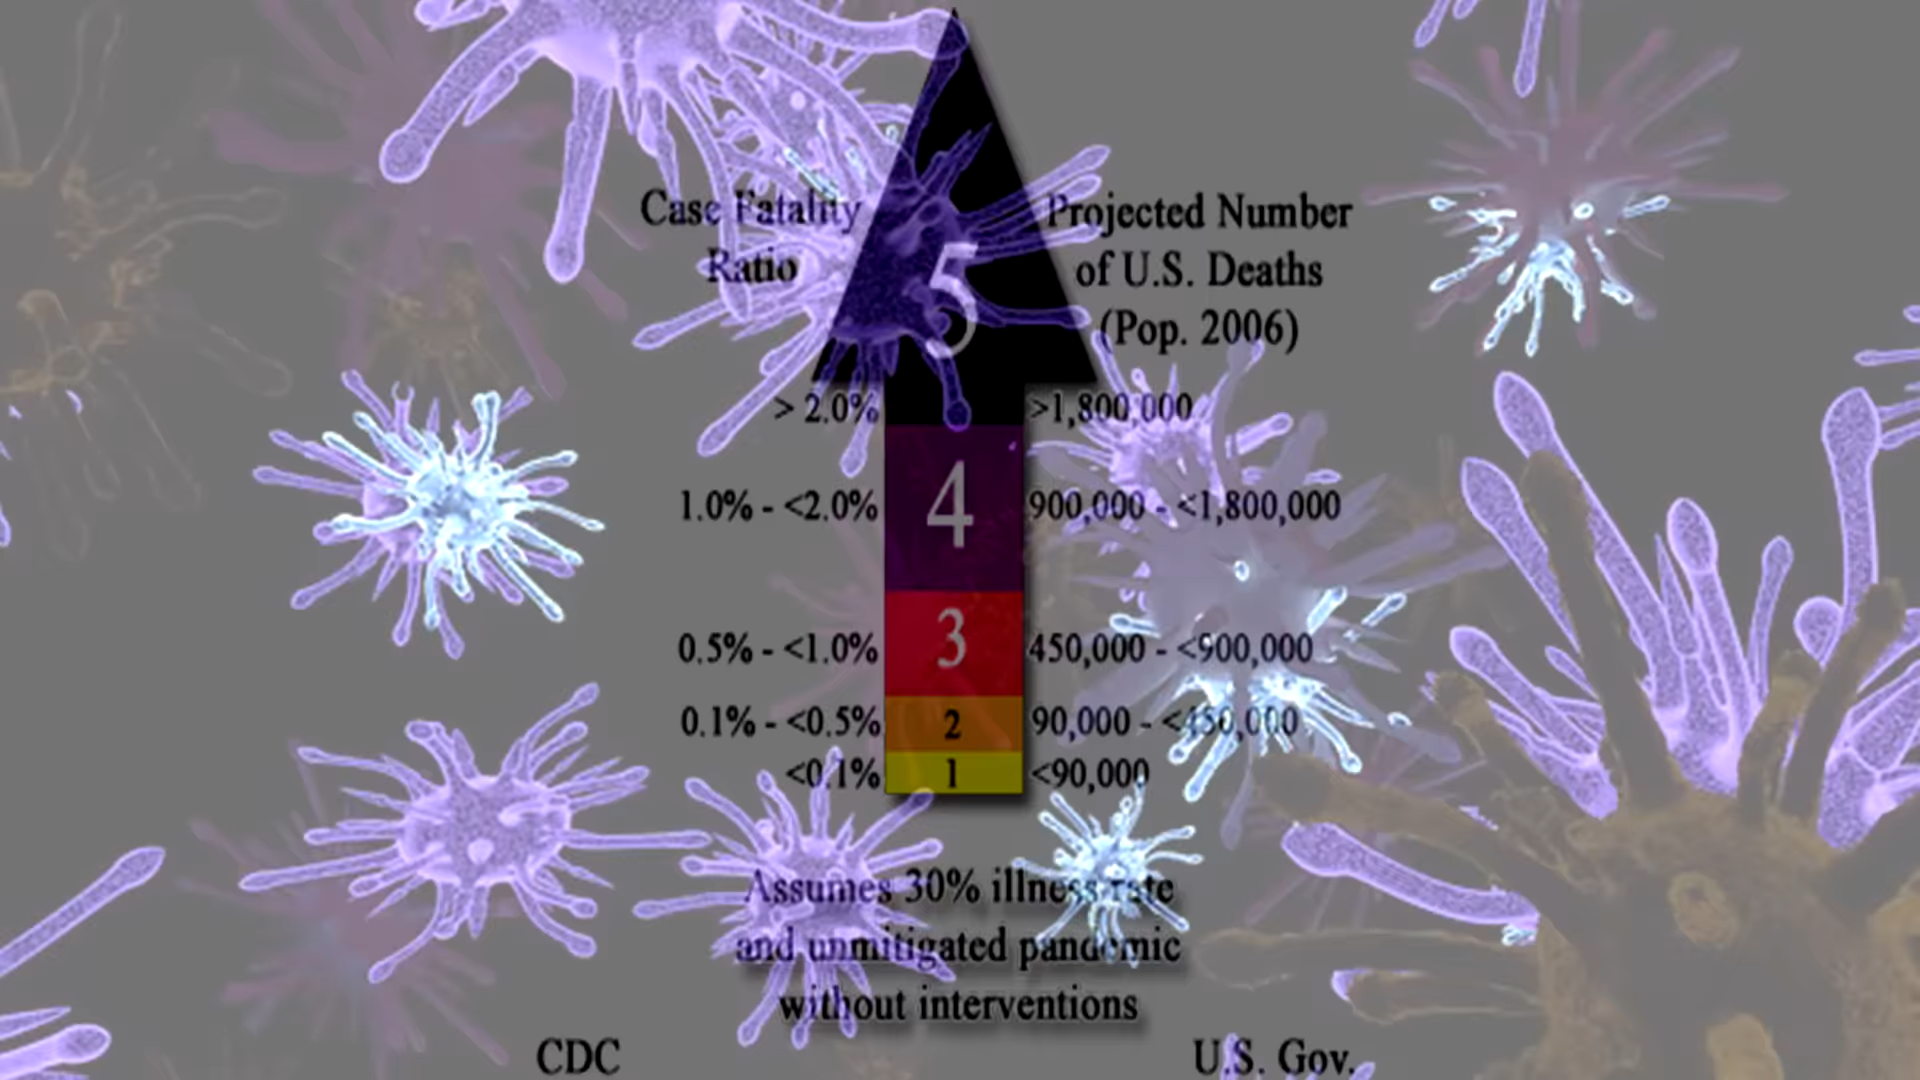 Case Fatality
Ratio
Projected Number
of U.S. Deaths
(Pop. 2006)
5
> 2.0%
>1,800,000
1.0% - <2.0%
4
900,000 - <1,800,000
0.5% - <1.0%
3
450,000 - <900,000
0.1% - <0.5%
2
90,000 - <450,000
<0.1%
1
<90,000
Assumes 30% illness rate
and unmitigated pandemic
without interventions
CDC
U.S. Gov.